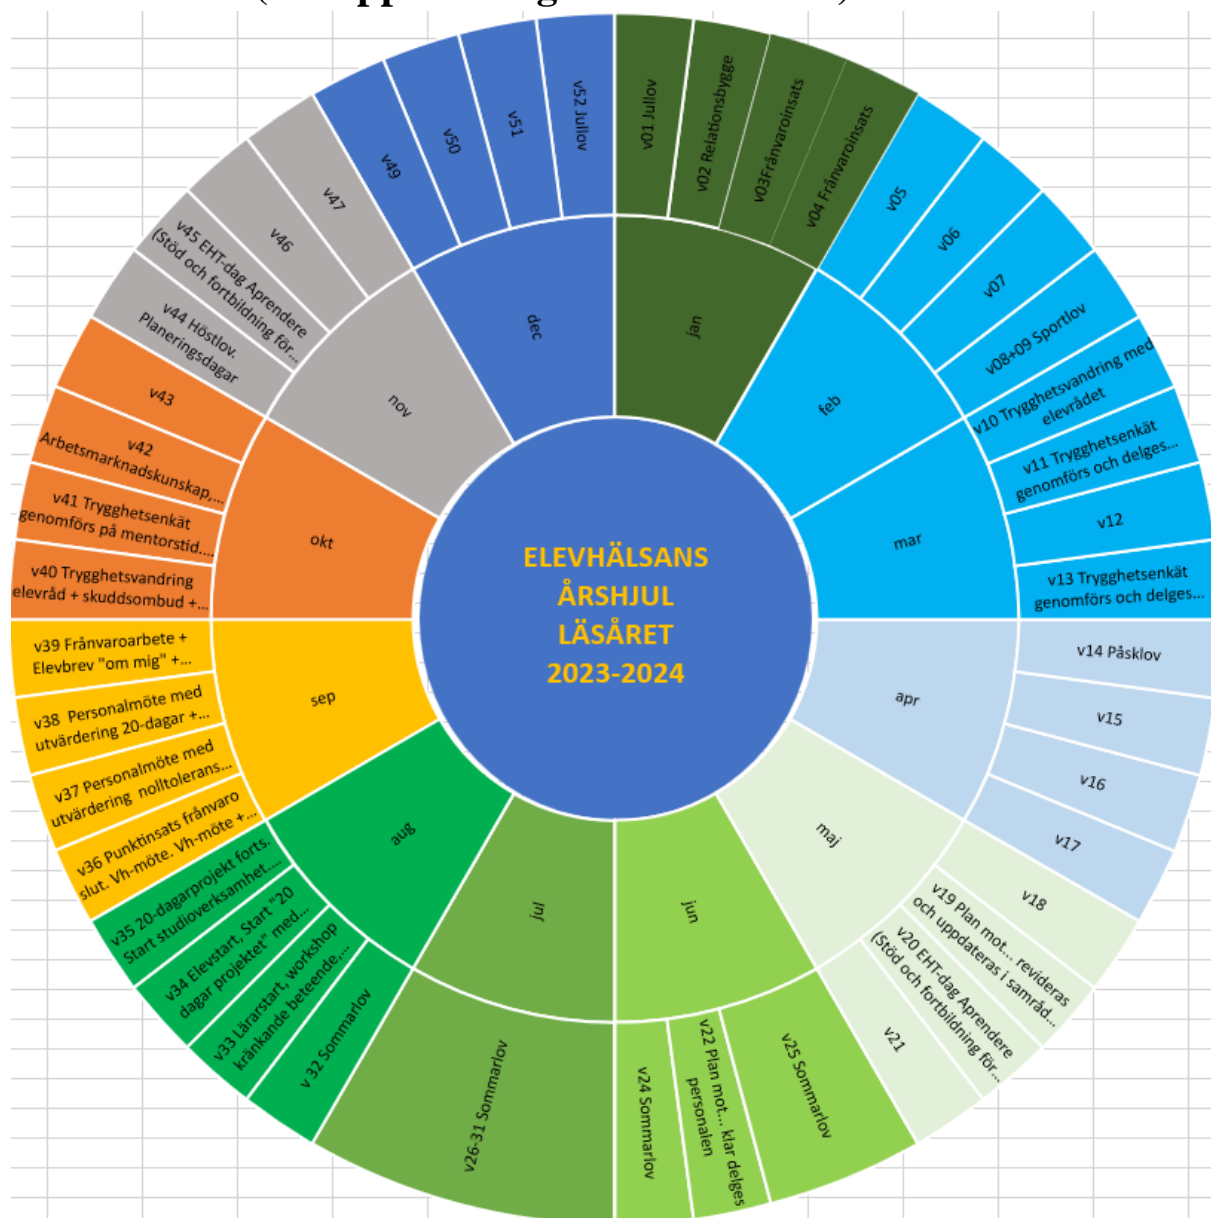 ELEVHÄLSANS
ÅRSHJUL
LÄSÅRET
2023-2024
jan
v01 Jullov
v02 Relationsbygge
v03Frånvaroinsats
v04 Frånvaroinsats
feb
v05
v06
v07
v08+09 Sportlov
mar
v10 Trygghetsvandring med
elevrådet
v11 Trygghetsenkät
genomförs och delges...
v12
v13 Trygghetsenkät
genomförs och delges...
apr
v14 Påsklov
v15
v16
v17
maj
v18
v19 Plan mot... revideras
och uppdateras i samråd...
v20 EHT-dag Aprendere
(Stöd och fortbildning för...
v21
jun
v25 Sommarlov
v22 Plan mot... klar delges
personalen
v24 Sommarlov
jul
v26-31 Sommarlov
aug
v 32 Sommarlov
v33 Lärarstart, workshop
kränkande beteende,...
v34 Elevstart, Start "20
dagar projektet" med...
v35 20-dagarprojekt forts.
Start studioverksamhet....
sep
v36 Punktinsats frånvaro
slut. Vh-möte. Vh-möte +...
v37 Personalmöte med
utvärdering nolltolerans...
v38 Personalmöte med
utvärdering 20-dagar +...
v39 Frånvaroarbete +
Elevbrev "om mig" +...
okt
v40 Trygghetsvandring
elevråd + skuddsombud +...
v41 Trygghetsenkät
genomförs på mentorstid....
v42
Arbetsmarknadskunskap,...
v43
nov
v44 Höstlov.
Planeringsdagar
v45 EHT-dag Aprendere
(Stöd och fortbildning för...
v46
v47
dec
v49
v50
v51
v52 Jullov